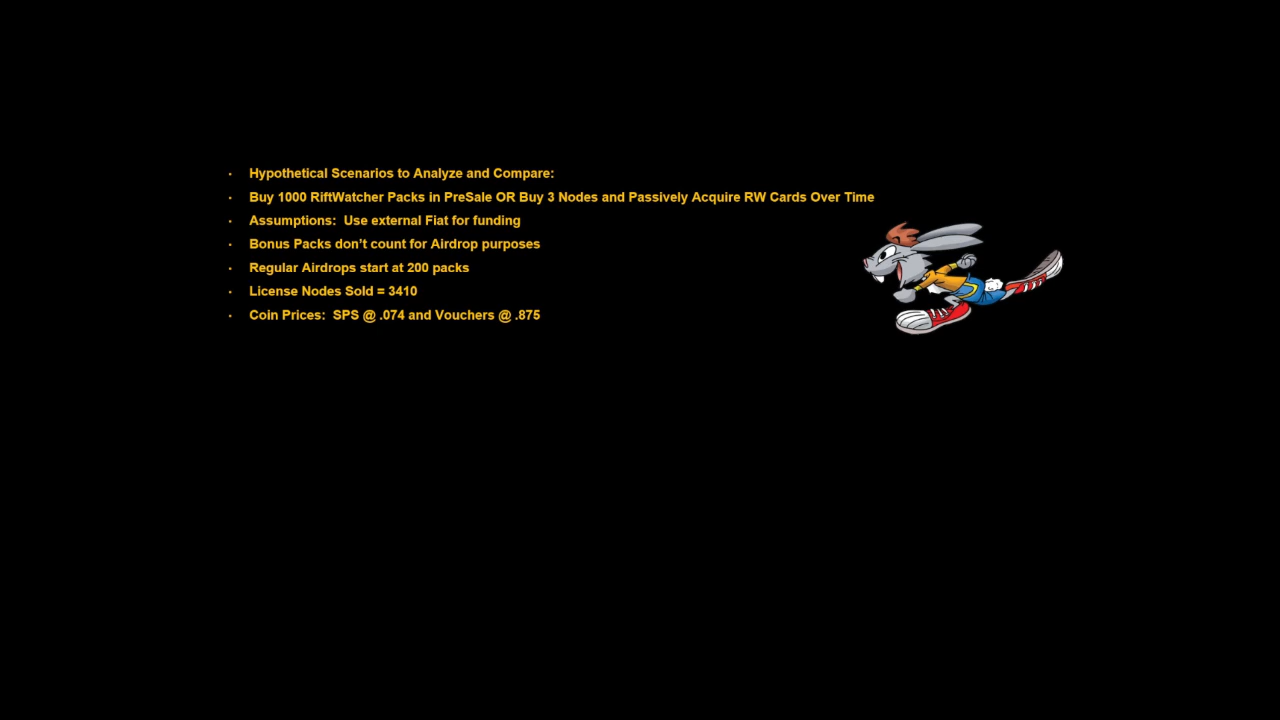 • Hypothetical Scenarios to Analyze and Compare:
• Buy 1000 RiftWatcher Packs in PreSale OR Buy 3 Nodes and Passively Acquire RW Cards Over Time
• Assumptions:  Use external Fiat for funding
• Bonus Packs don’t count for Airdrop purposes
• Regular Airdrops start at 200 packs
• License Nodes Sold = 3410
• Coin Prices:  SPS @ .074 and Vouchers @ .875